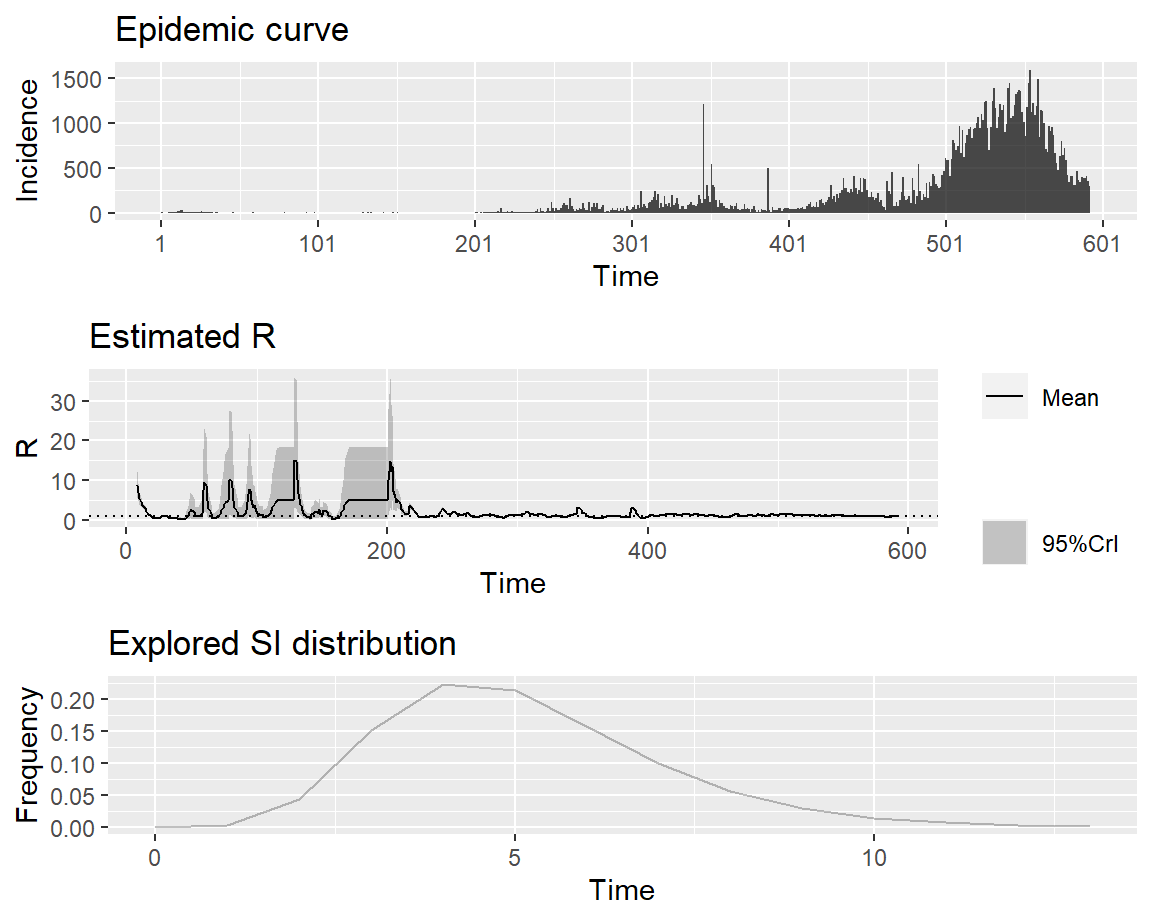 Epidemic curve
Incidence
1500
1000
500
0
1 101 201 301 401 501 601
Time
Estimated R
R
30
20
10
0
0 200 400 600
Time
Mean
95%CrI
Explored SI distribution
Frequency
0.20
0.15
0.10
0.05
0.00
0 5 10
Time